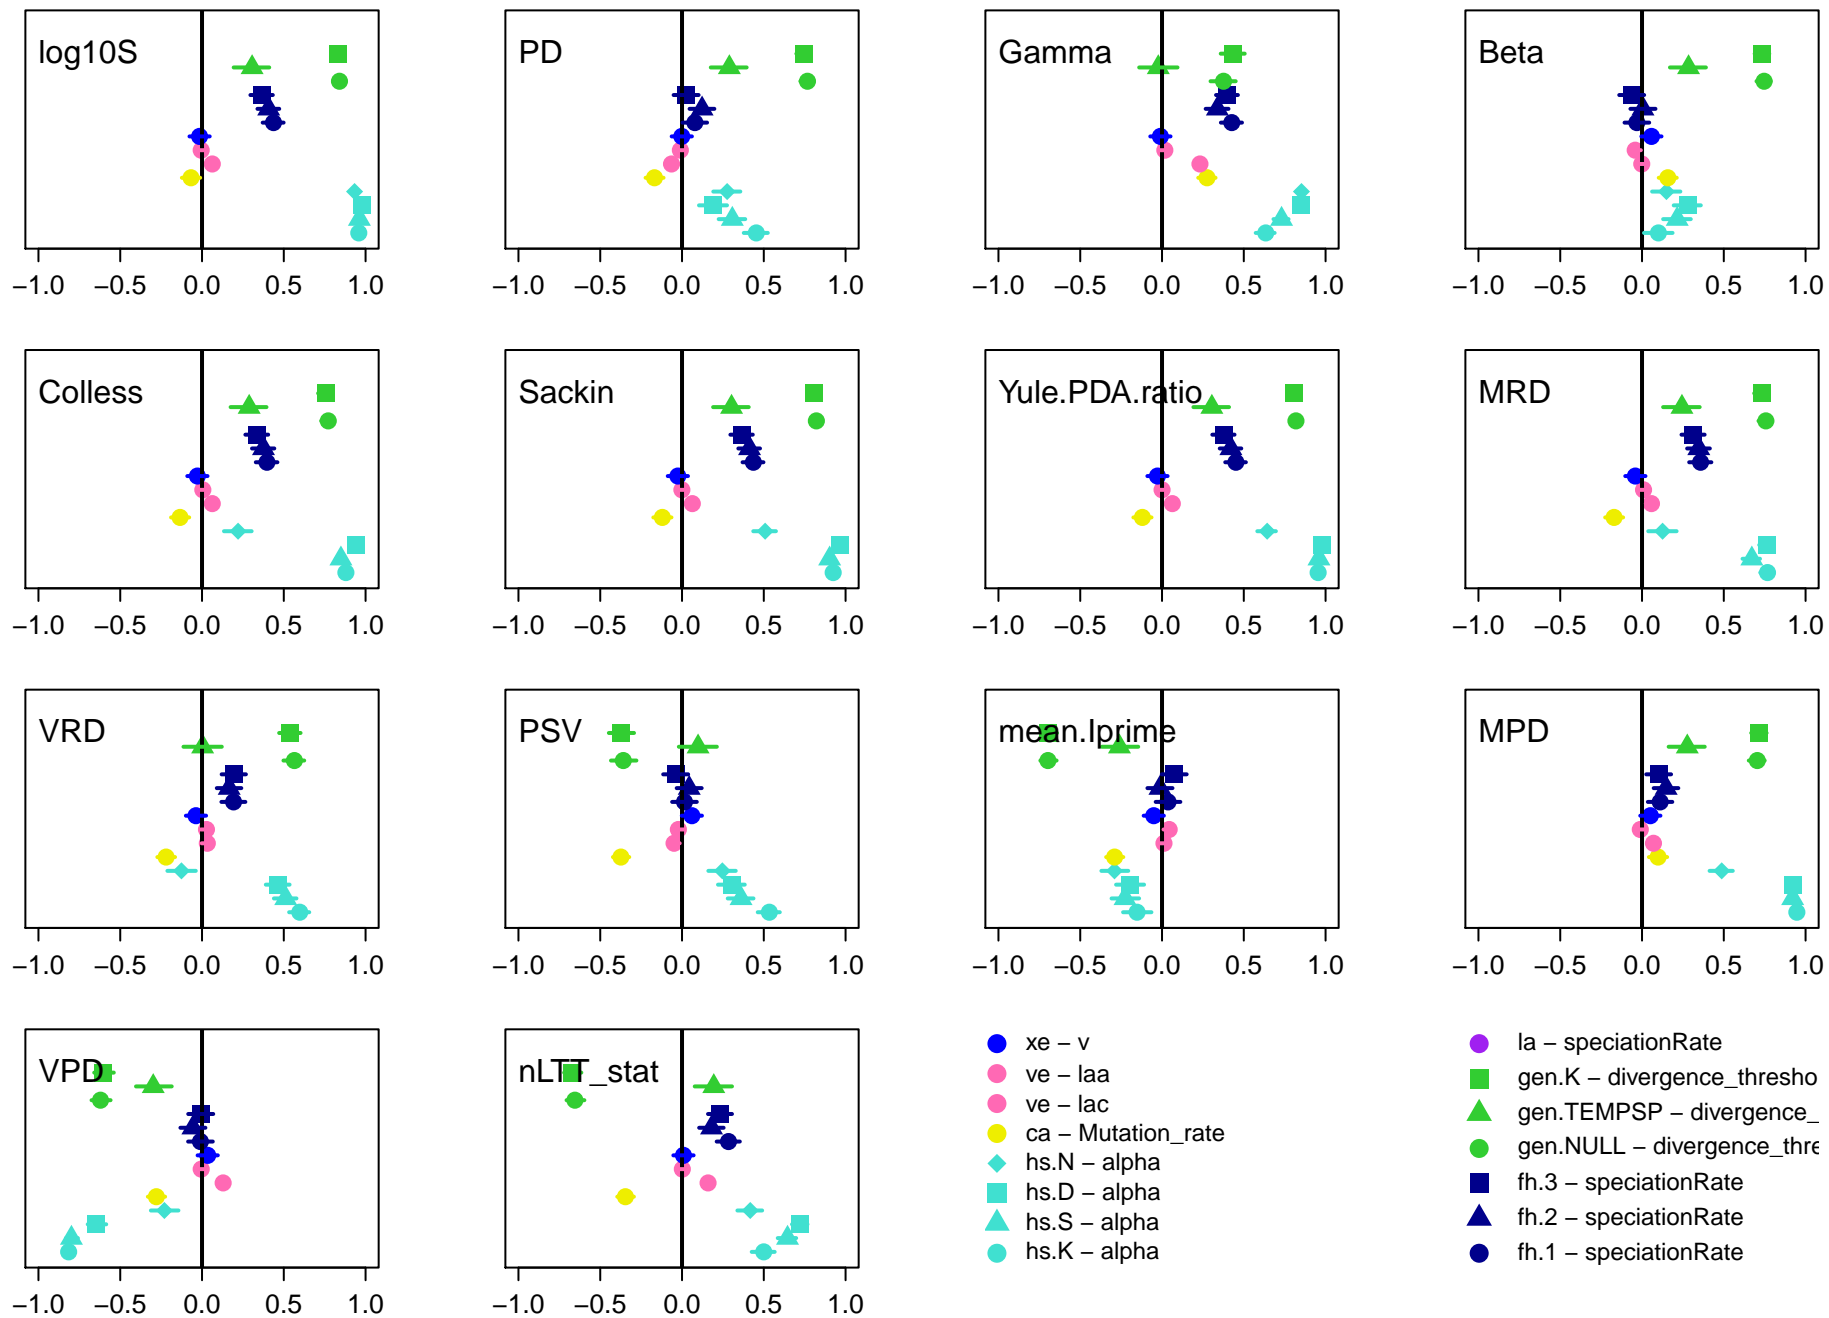 log10S
−1.0 −0.5 0.0 0.5 1.0
PD
−1.0 −0.5 0.0 0.5 1.0
Gamma
−1.0 −0.5 0.0 0.5 1.0
Beta
−1.0 −0.5 0.0 0.5 1.0
Colless
−1.0 −0.5 0.0 0.5 1.0
Sackin
−1.0 −0.5 0.0 0.5 1.0
Yule.PDA.ratio
−1.0 −0.5 0.0 0.5 1.0
MRD
−1.0 −0.5 0.0 0.5 1.0
VRD
−1.0 −0.5 0.0 0.5 1.0
PSV
−1.0 −0.5 0.0 0.5 1.0
mean.Iprime
−1.0 −0.5 0.0 0.5 1.0
MPD
−1.0 −0.5 0.0 0.5 1.0
VPD
−1.0 −0.5 0.0 0.5 1.0
nLTT_stat
−1.0 −0.5 0.0 0.5 1.0
xe − v
ve − laa
ve − lac
ca − Mutation_rate
hs.N − alpha
hs.D − alpha
hs.S − alpha
hs.K − alpha
la − speciationRate
gen.K − divergence_thresho
gen.TEMPSP − divergence_
gen.NULL − divergence_thre
fh.3 − speciationRate
fh.2 − speciationRate
fh.1 − speciationRate